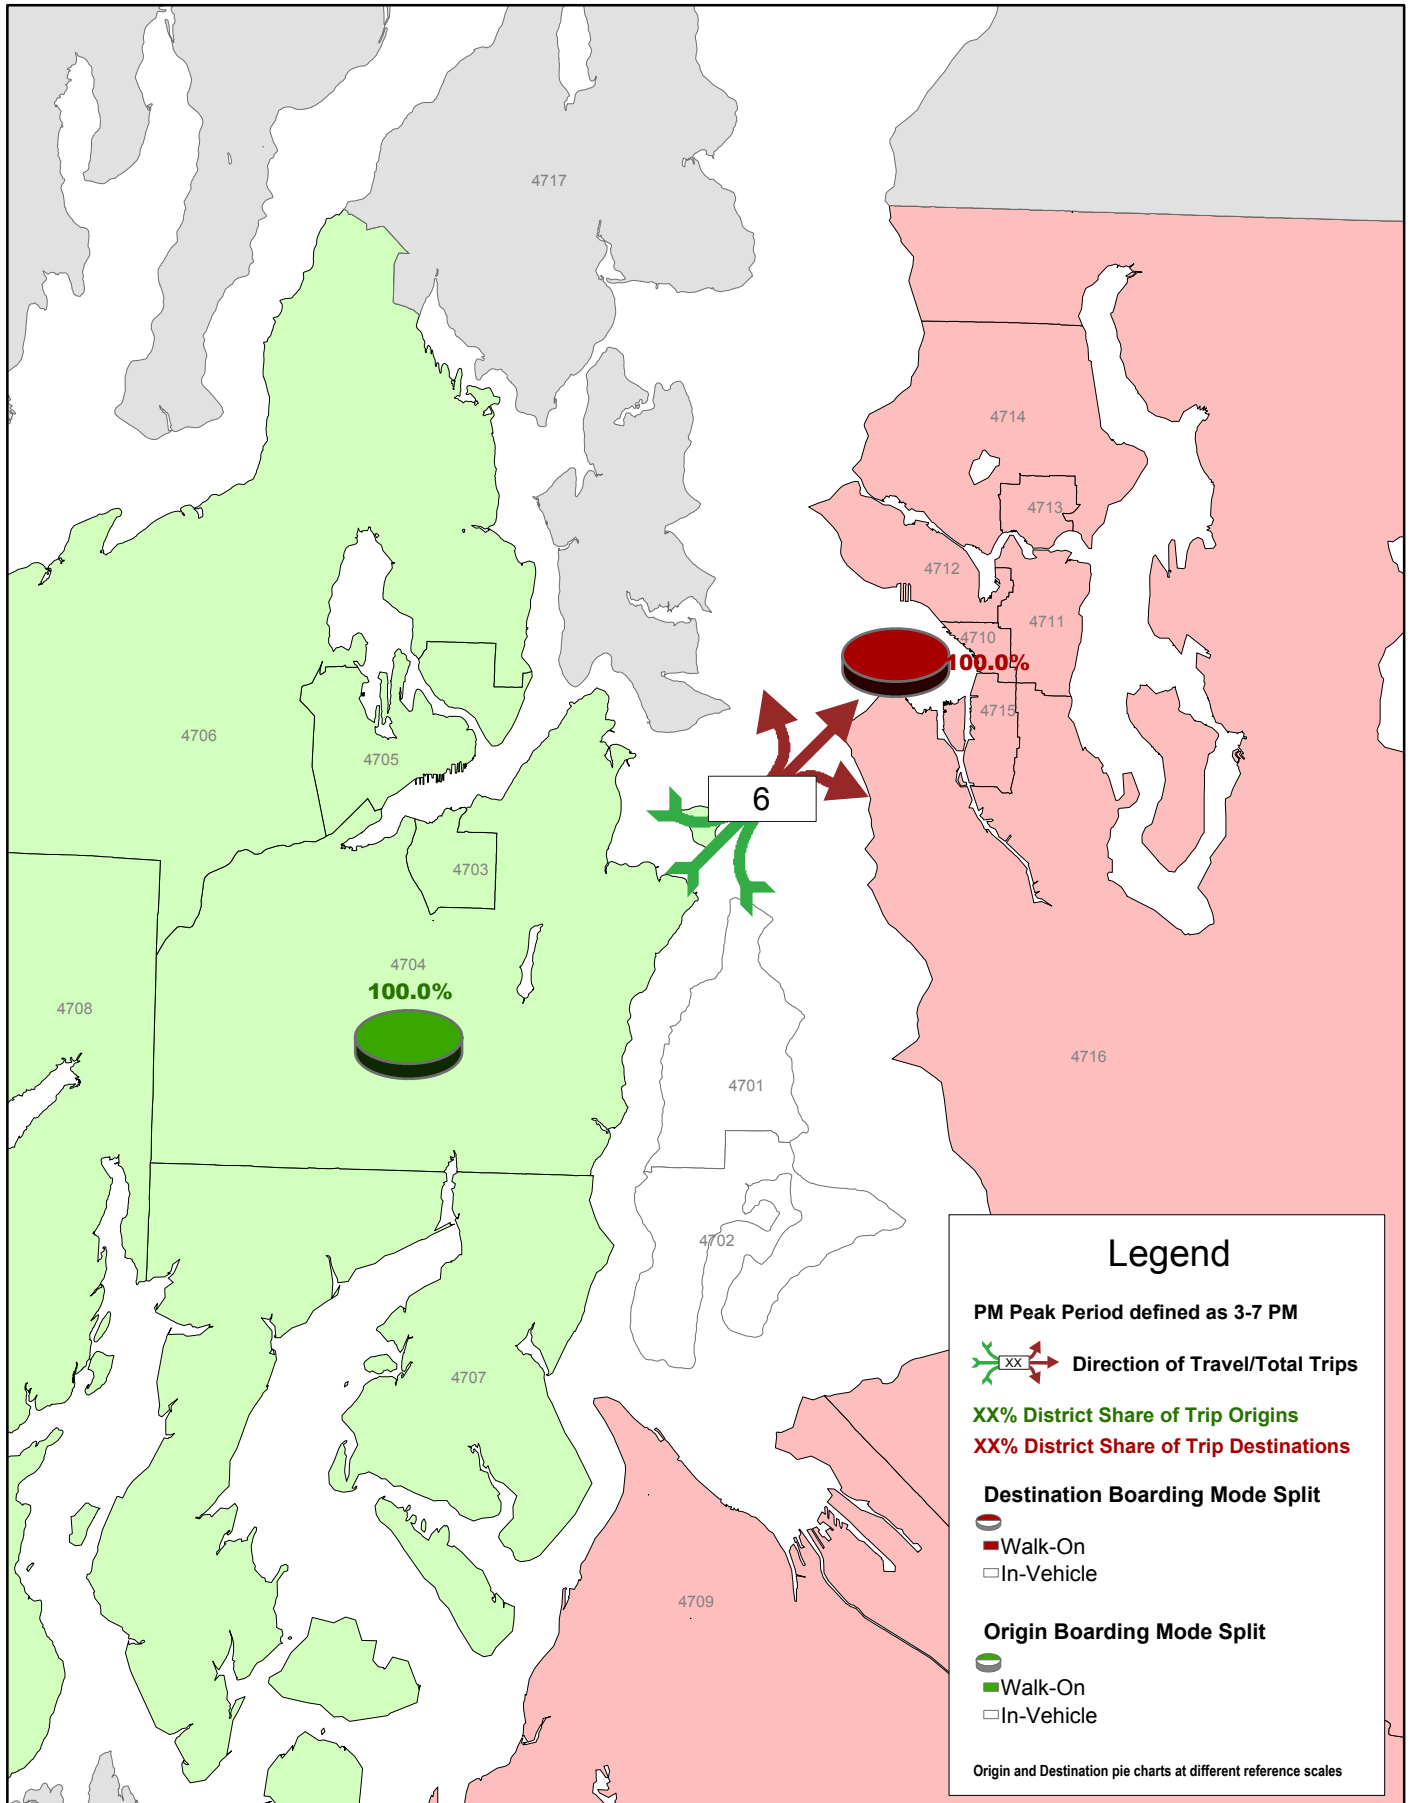 4717
4714
4713
4712
4711
4710
100.0%
4715
4706
4705
6
4703
4704
100.0%
4708
4716
4701
4702
4707
4709
Legend
PM Peak Period defined as 3-7 PM
XX Direction of Travel/Total Trips
XX% District Share of Trip Origins
XX% District Share of Trip Destinations
Destination Boarding Mode Split
Walk-On
In-Vehicle
Origin Boarding Mode Split
Walk-On
In-Vehicle
Origin and Destination pie charts at different reference scales